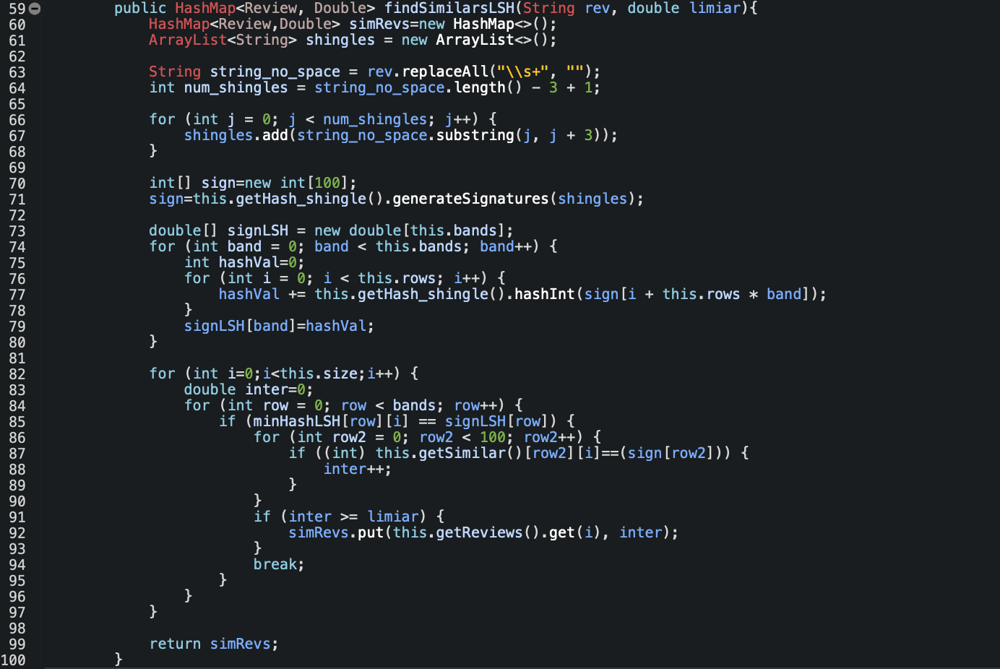 59 public HashMap<Review, Double> findSimilarsLSH(String rev, double limiar){
60 HashMap<Review,Double> simRevs=new HashMap<>();
61 ArrayList<String> shingles = new ArrayList<>();
62
63 String string_no_space = rev.replaceAll("\\s+", "");
64 int num_shingles = string_no_space.length() - 3 + 1;
65
66 for (int j = 0; j < num_shingles; j++) {
67 shingles.add(string_no_space.substring(j, j + 3));
68 }
69
70 int[] sign=new int[100];
71 sign=this.getHash_shingle().generateSignatures(shingles);
72
73 double[] signLSH = new double[this.bands];
74 for (int band = 0; band < this.bands; band++) {
75 int hashVal=0;
76 for (int i = 0; i < this.rows; i++) {
77 hashVal += this.getHash_shingle().hashInt(sign[i + this.rows * band]);
78 }
79 signLSH[band]=hashVal;
80 }
81
82 for (int i=0;i<this.size;i++) {
83 double inter=0;
84 for (int row = 0; row < bands; row++) {
85 if (minHashLSH[row][i] == signLSH[row]) {
86 for (int row2 = 0; row2 < 100; row2++) {
87 if ((int) this.getSimilar()[row2][i]==(sign[row2])) {
88 inter++;
89 }
90 }
91 if (inter >= limiar) {
92 simRevs.put(this.getReviews().get(i), inter);
93 }
94 break;
95 }
96 }
97 }
98
99 return simRevs;
100 }